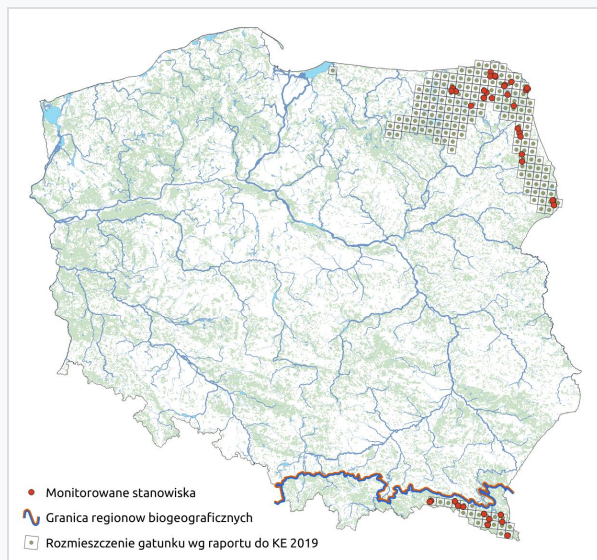 Monitorowane stanowiska
Granica regionow biogeograficznych
Rozmieszczenie gatunku wg raportu do KE 2019